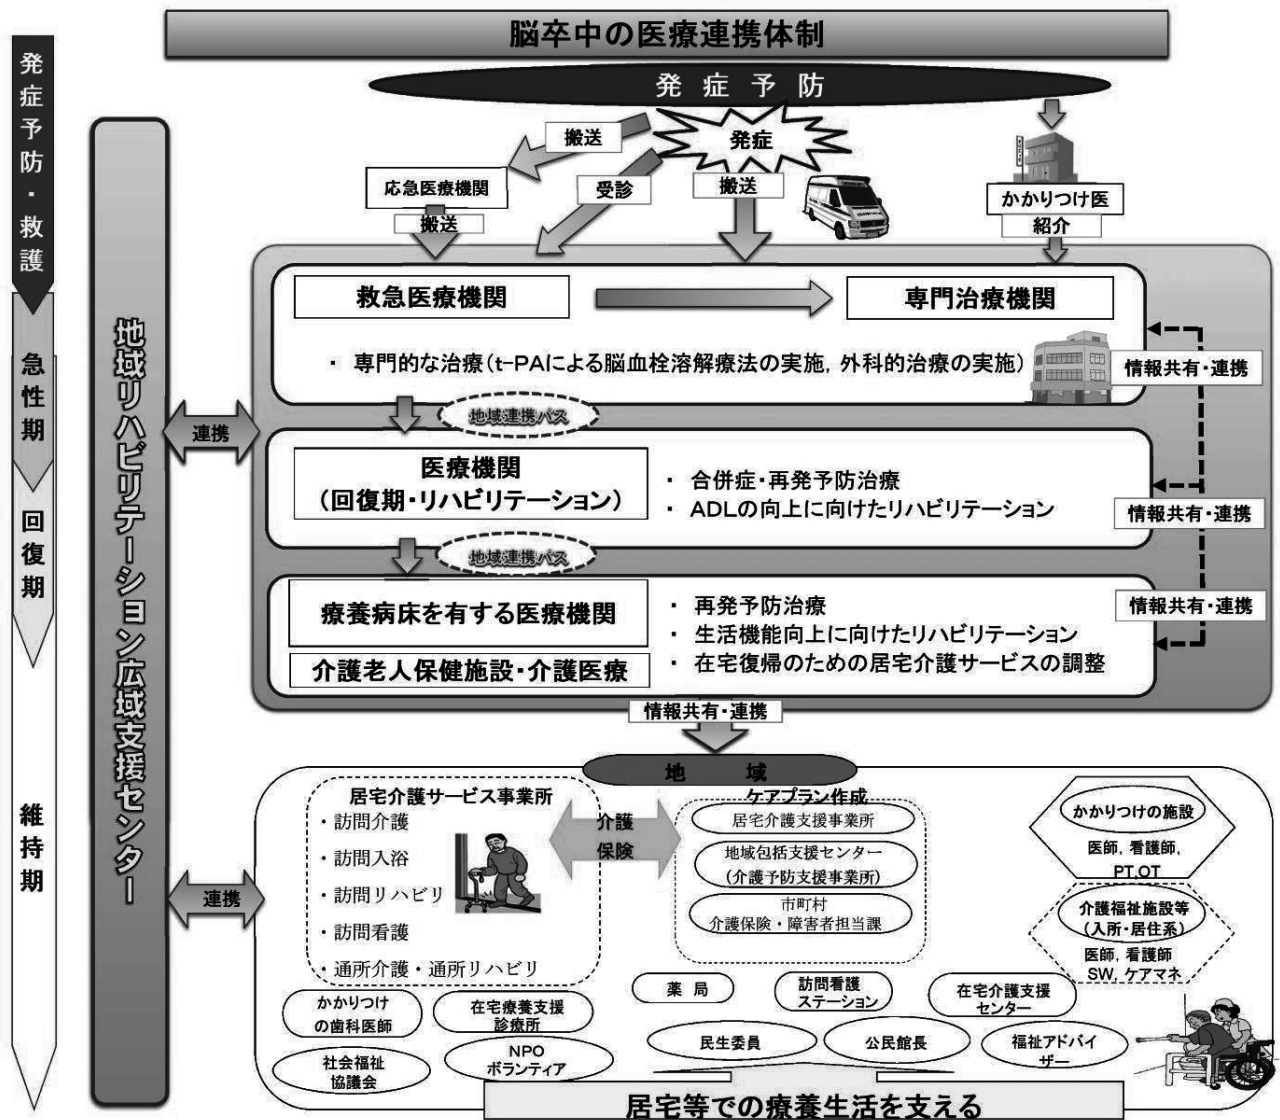 脳卒中の医療連携体制
発症予防
発症予防・救護
急性期
回復期
維持期
地域リハビリテーション広域支援センター
発症
搬送
受診
搬送
応急医療機関
搬送
かかりつけ医
紹介
救急医療機関
専門治療機関
・ 専門的な治療(t-PAによる脳血栓溶解療法の実施, 外科的治療の実施)
情報共有・連携
連携
地域連携パス
医療機関
(回復期・リハビリテーション)
・ 合併症・再発予防治療
・ ADLの向上に向けたリハビリテーション
情報共有・連携
地域連携パス
療養病床を有する医療機関
介護老人保健施設・介護医療
・ 再発予防治療
・ 生活機能向上に向けたリハビリテーション
・ 在宅復帰のための居宅介護サービスの調整
情報共有・連携
情報共有・連携
地域
連携
居宅介護サービス事業所
・訪問介護
・訪問入浴
・訪問リハビリ
・訪問看護
・通所介護・通所リハビリ
介護
保険
ケアプラン作成
居宅介護支援事業所
地域包括支援センター
(介護予防支援事業所)
市町村
介護保険・障害者担当課
かかりつけの施設
医師, 看護師,
PT,OT
介護福祉施設等
(入所・居住系)
医師, 看護師
SW, ケアマネ
かかりつけ
の歯科医師
在宅療養支援
診療所
薬局
訪問看護
ステーション
在宅介護支援
センター
社会福祉
協議会
NPO
ボランティア
民生委員
公民館長
福祉アドバイ
ザー
居宅等での療養生活を支える